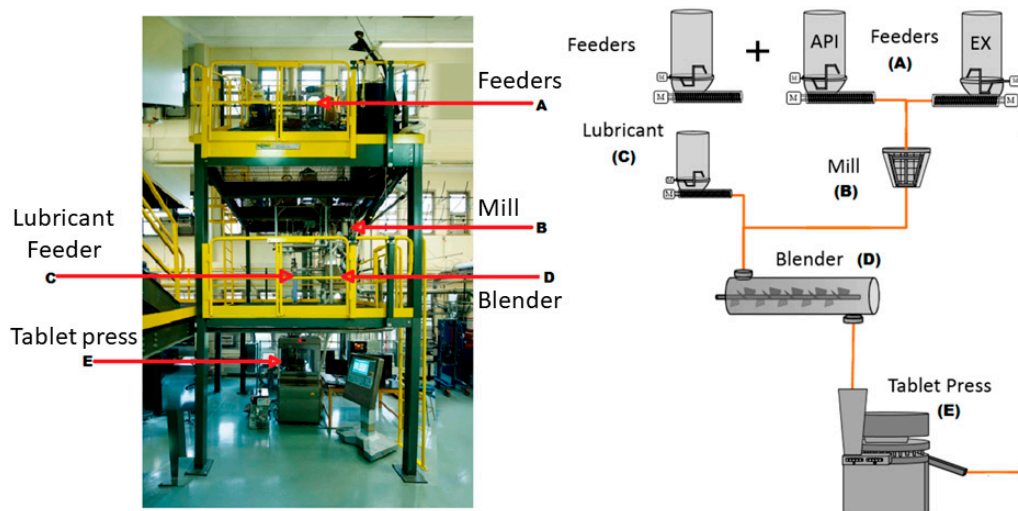 Feeders
A
Mill
B
Lubricant
Feeder
C
D
Blender
Tablet press
E
Feeders
+
API
Feeders
(A)
EX
M
M
M
M
M
Lubricant
(C)
M
Mill
(B)
Blender (D)
Tablet Press
(E)